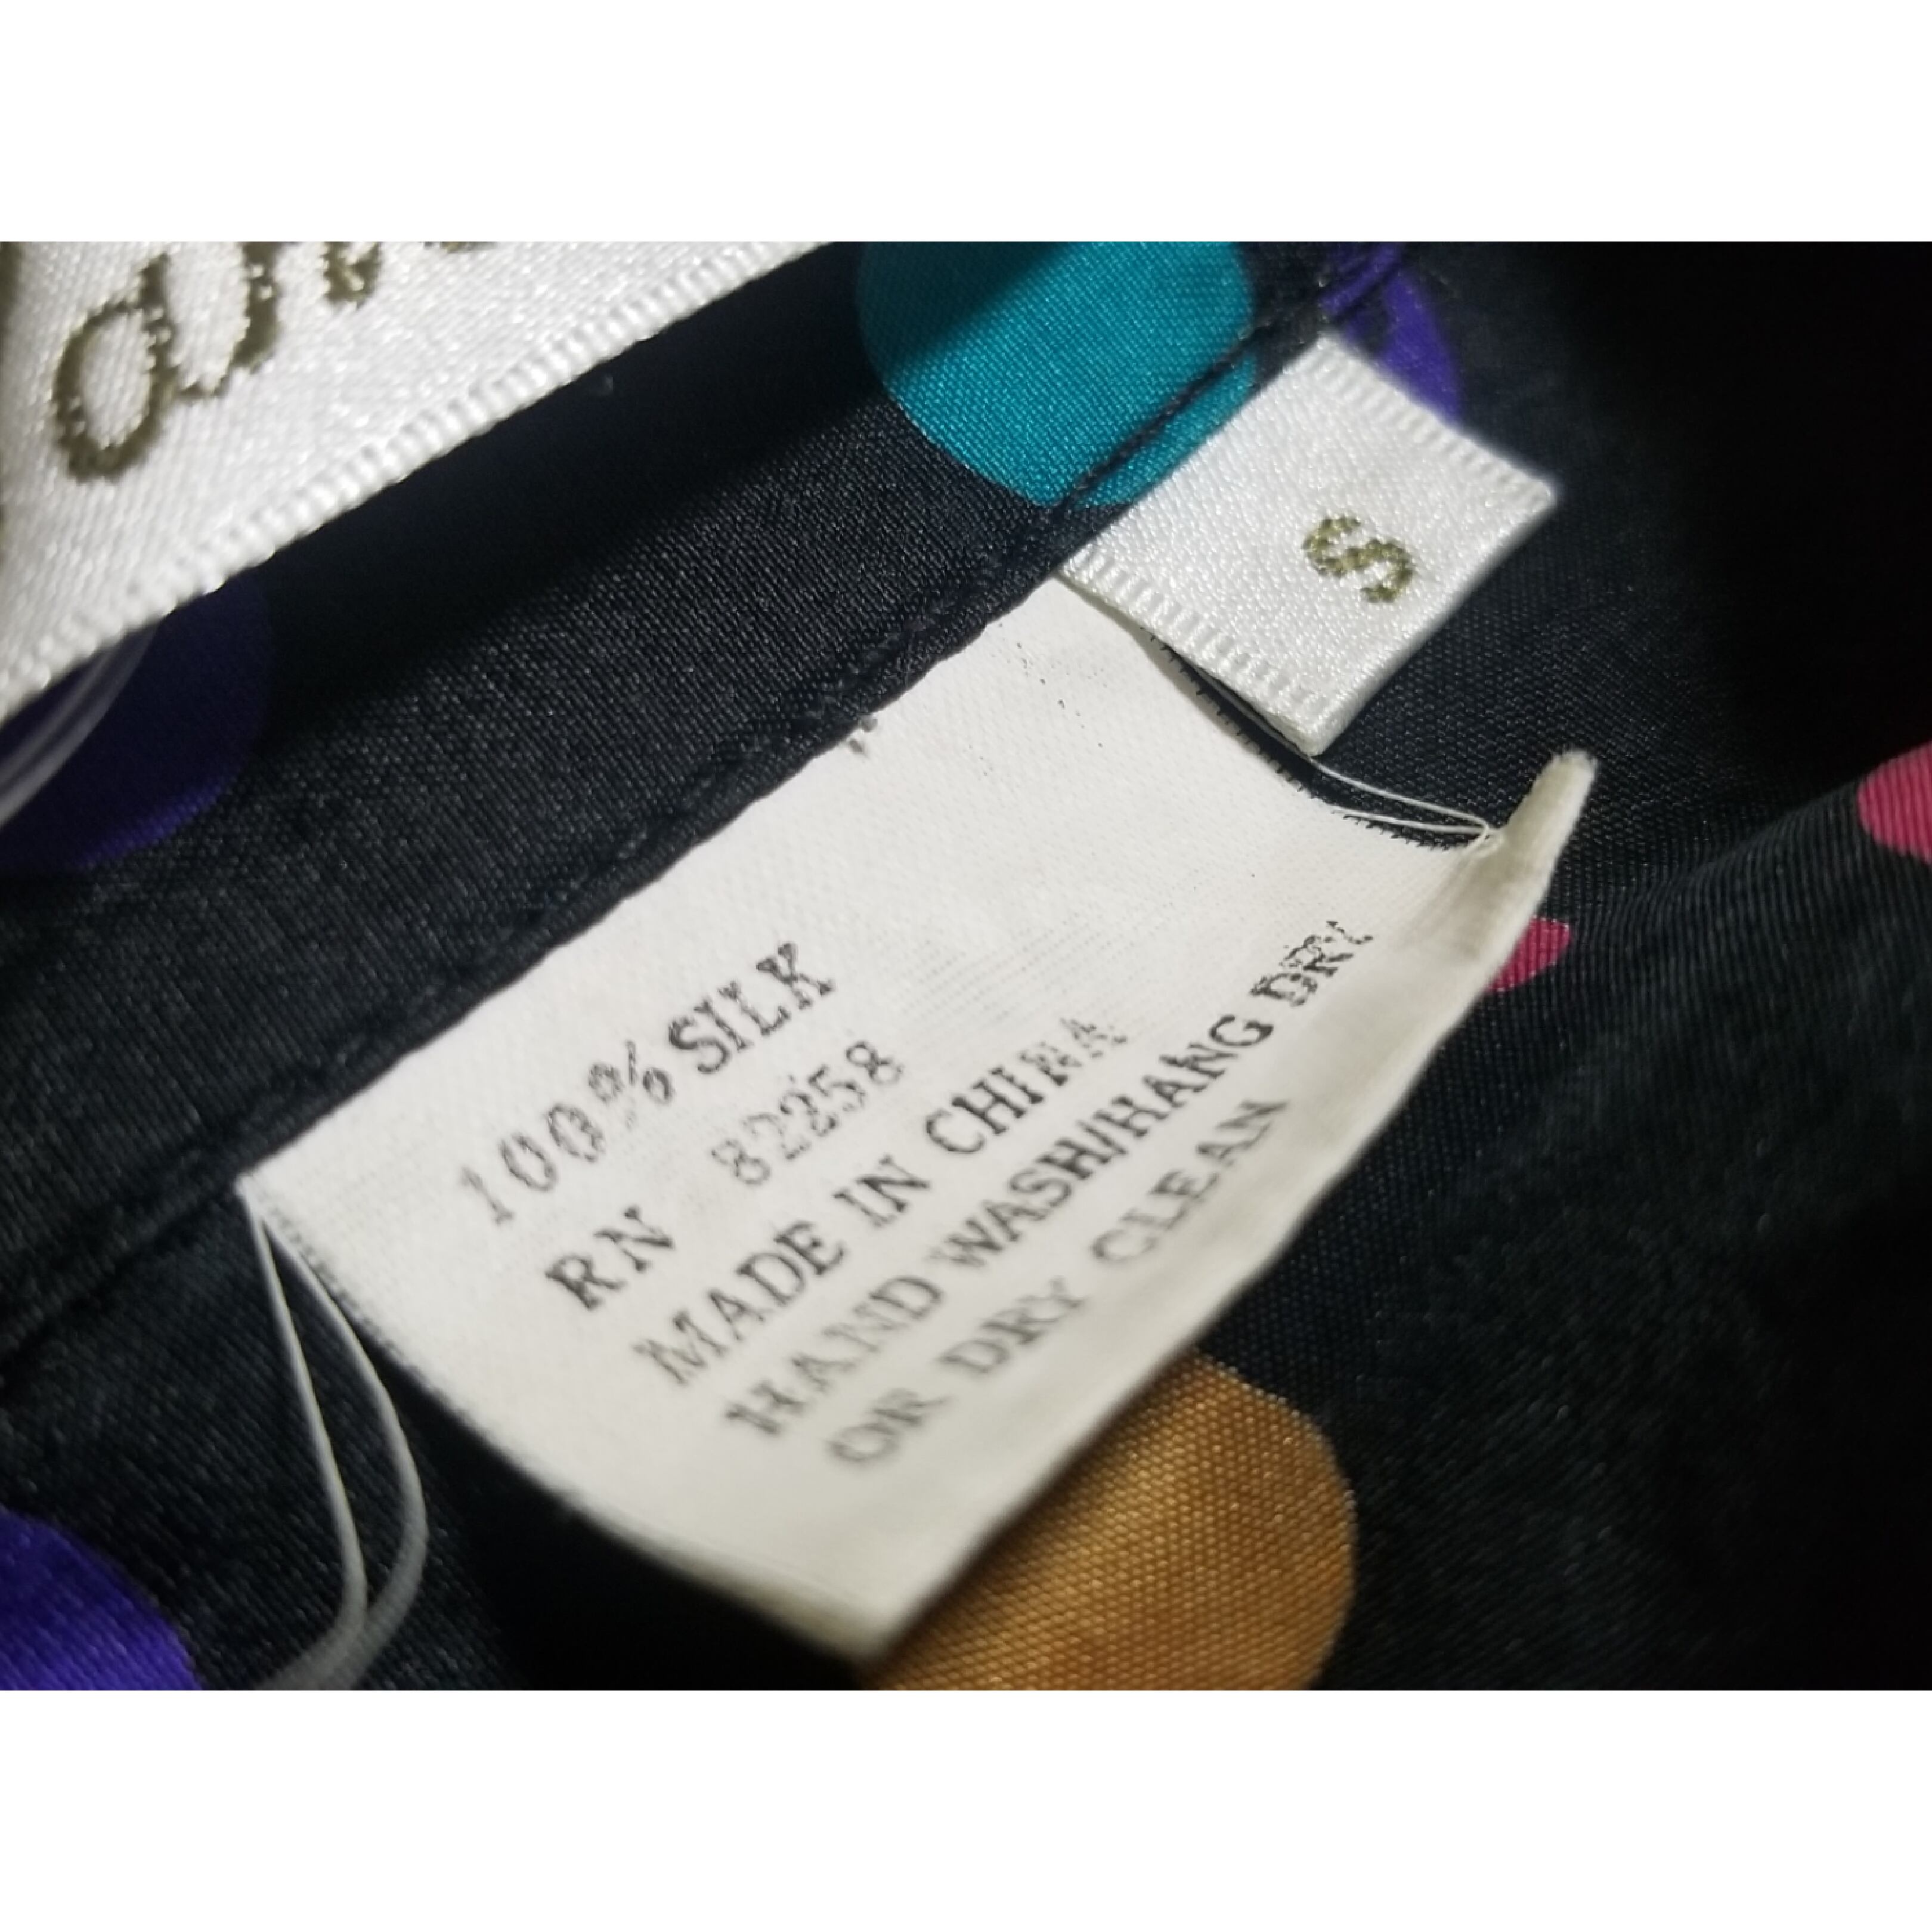 S
100% SILK
RN 82258
MADE IN CHINA
HAND WASH/HANG DRY
OR DRY CLEAN